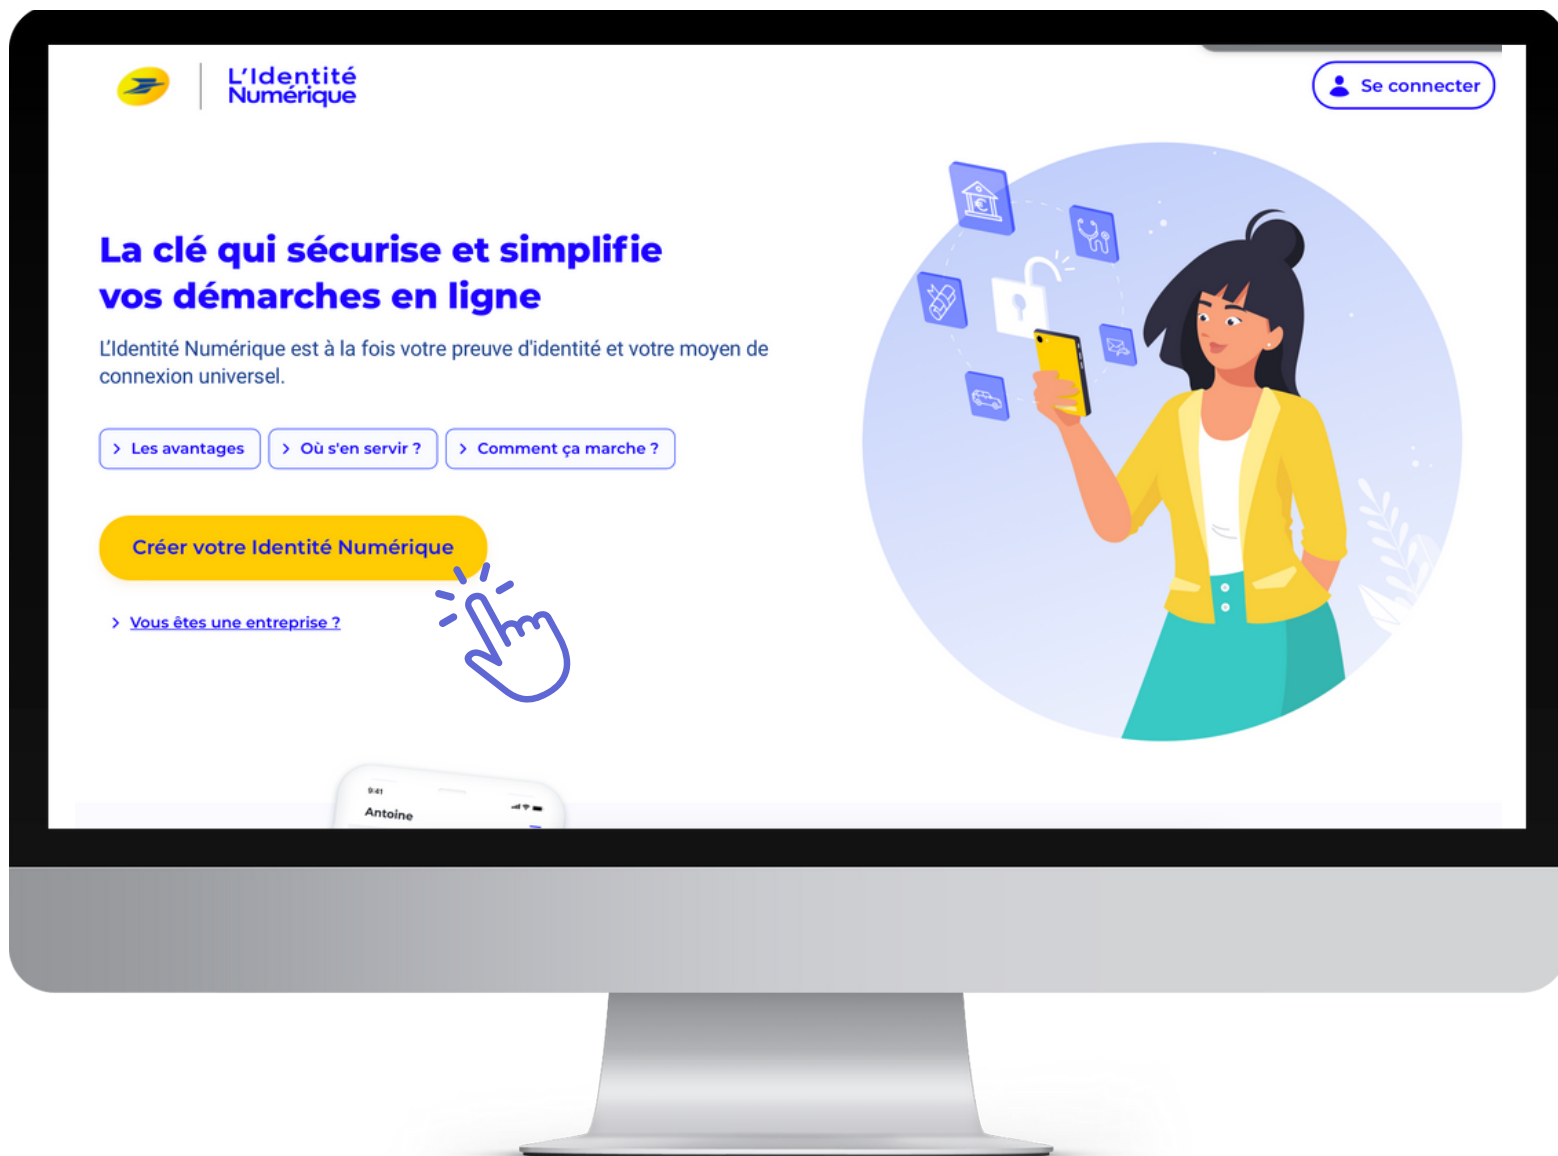 L'Identité
Numérique
Se connecter
La clé qui sécurise et simplifie
vos démarches en ligne
L'Identité Numérique est à la fois votre preuve d'identité et votre moyen de
connexion universel.
Les avantages
Où s'en servir ?
Comment ça marche ?
Créer votre Identité Numérique
Vous êtes une entreprise ?
9:41
Antoine